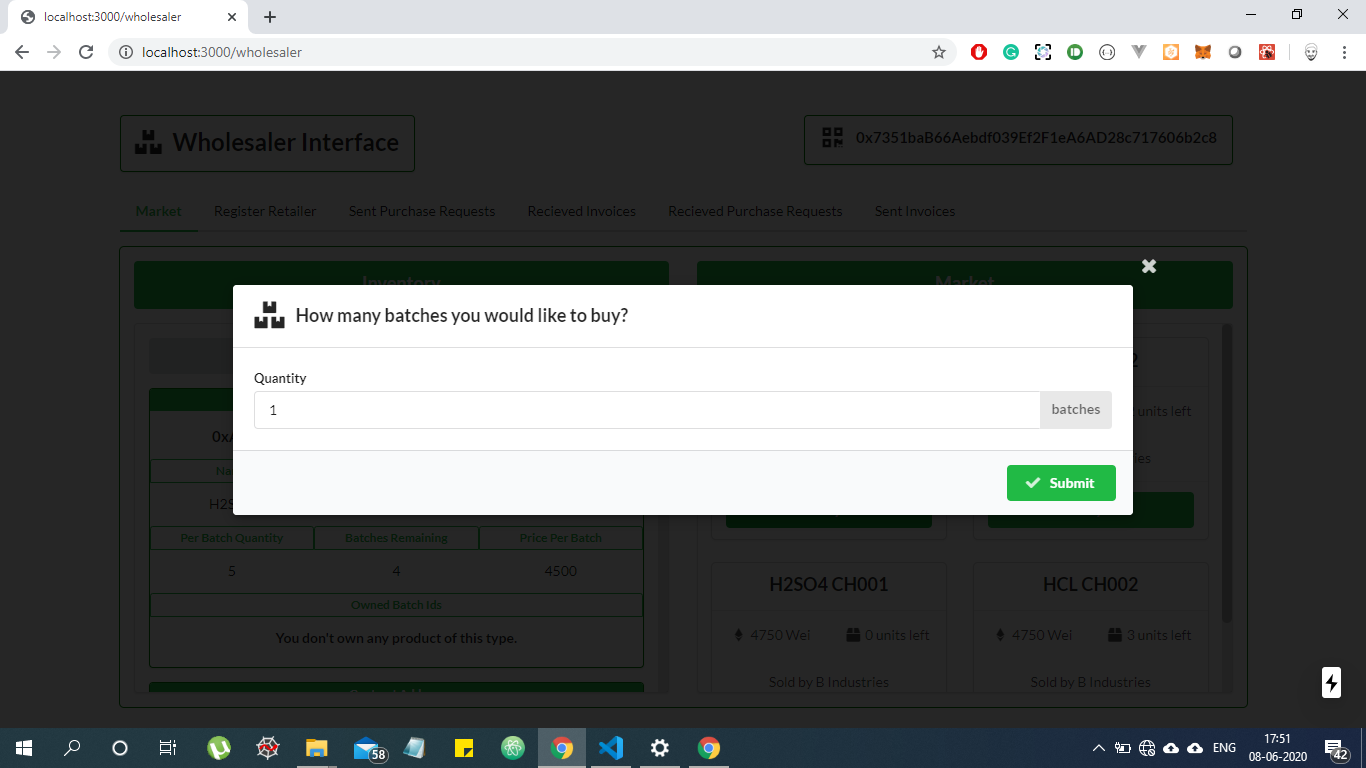 localhost:3000/wholesaler
localhost:3000/wholesaler
Wholesaler Interface
0x7351baB66Aebdf039Ef2F1eA6AD28c717606b2c8
Market
Register Retailer
Sent Purchase Requests
Recieved Invoices
Recieved Purchase Requests
Sent Invoices
Inventory
Market
How many batches you would like to buy?
Quantity
1
batches
Submit
units left
H2S
Per Batch Quantity
Batches Remaining
Price Per Batch
5
4
4500
Owned Batch Ids
You don't own any product of this type.
H2SO4 CH001
4750 Wei
0 units left
Sold by B Industries
HCL CH002
4750 Wei
3 units left
Sold by B Industries
58
ENG
17:51
08-06-2020
42